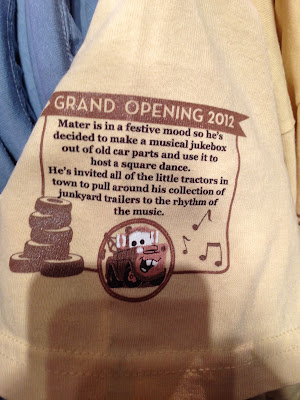 GRAND OPENING 2012
Mater is in a festive mood so he's
decided to make a musical jukebox
out of old car parts and use it to
host a square dance.
He's invited all of the little tractors in
town to pull around his collection of
junkyard trailers to the rhythm of
the music.